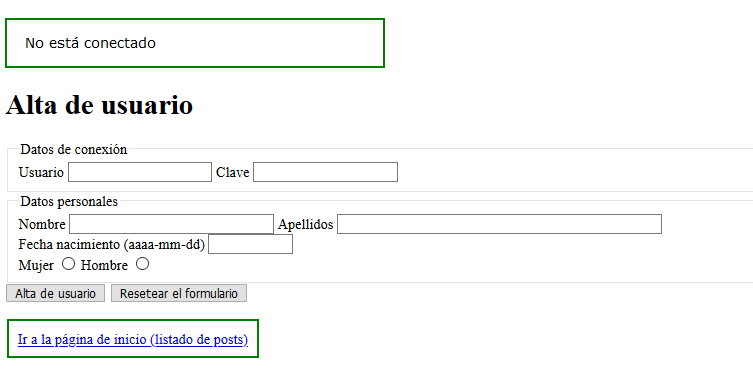 No está conectado
Alta de usuario
Datos de conexión
Usuario Clave
Datos personales
Nombre Apellidos
Fecha nacimiento (aaaa-mm-dd)
Mujer Hombre
Alta de usuario Resetear el formulario
Ir a la página de inicio (listado de posts)